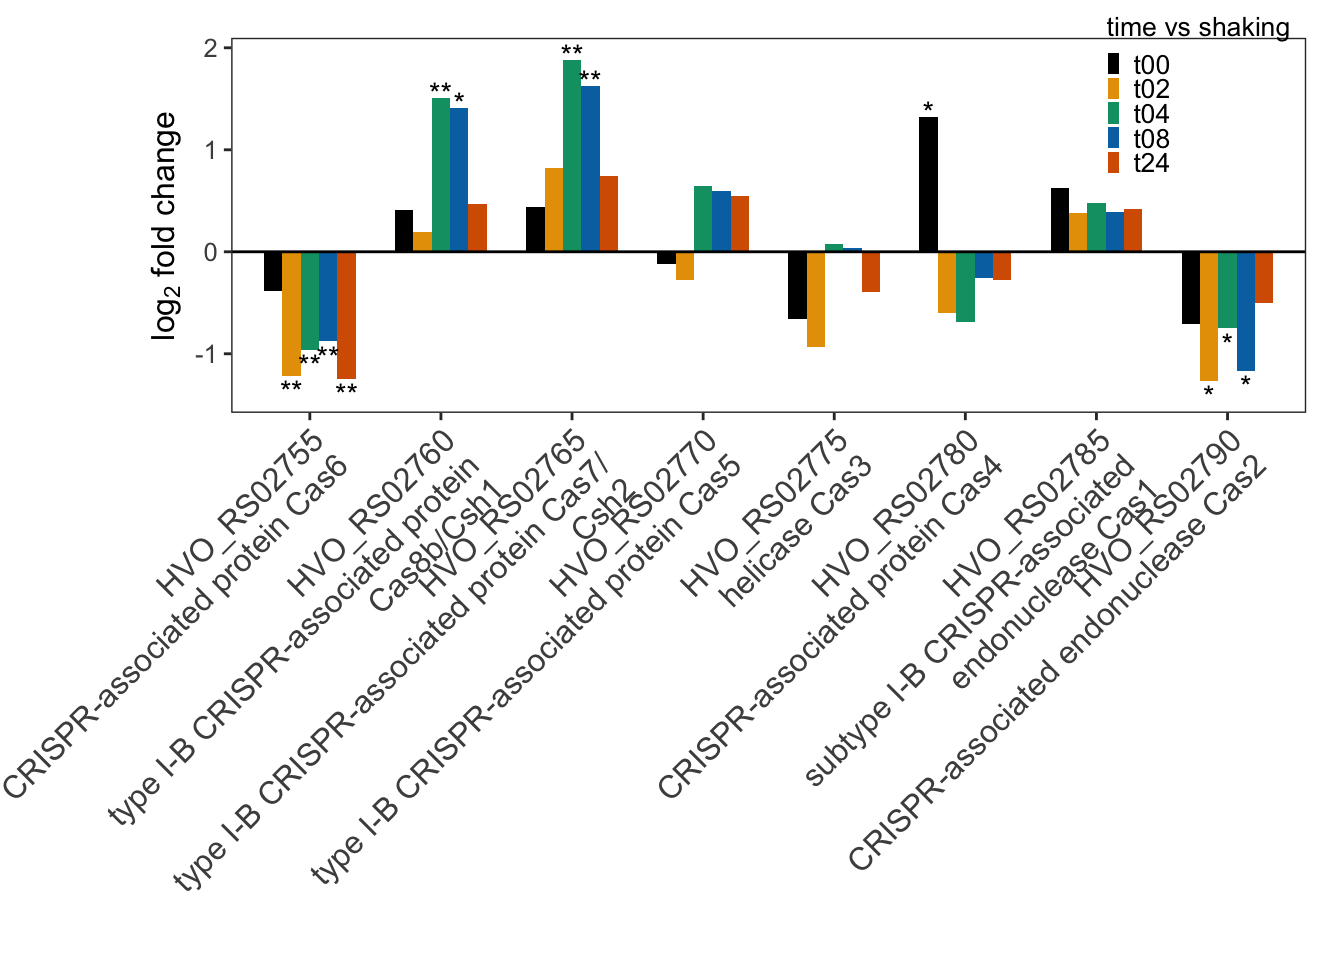 time vs shaking
t00
t02
t04
t08
t24
log2 fold change
2
1
0
-1
**
**
**
**
**
*
**
**
*
*
*
*
HVO_RS02755
CRISPR-associated protein Cas6
HVO_RS02760
type I-B CRISPR-associated protein
Cas8b/Csh1
HVO_RS02765
type I-B CRISPR-associated protein Cas7/
Csh2
HVO_RS02770
type I-B CRISPR-associated protein Cas5
HVO_RS02775
helicase Cas3
HVO_RS02780
CRISPR-associated protein Cas4
HVO_RS02785
subtype I-B CRISPR-associated
endonuclease Cas1
HVO_RS02790
CRISPR-associated endonuclease Cas2